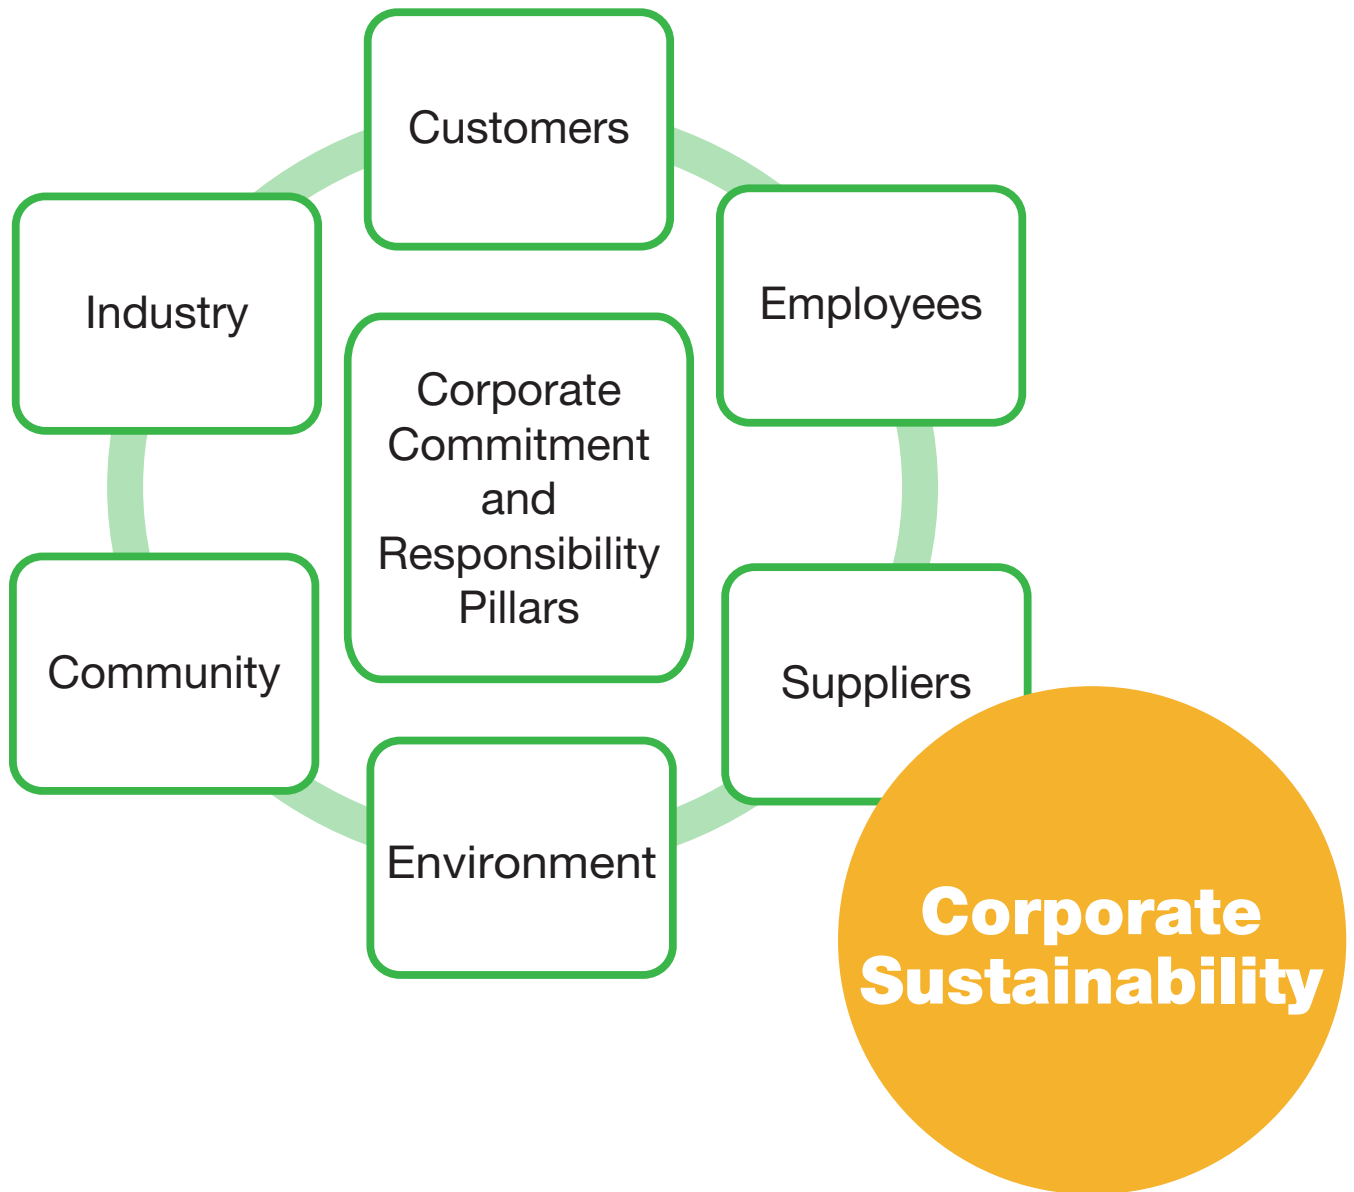 Customers
Employees
Industry
Corporate
Commitment
and
Responsibility
Pillars
Community
Suppliers
Environment
Corporate
Sustainability